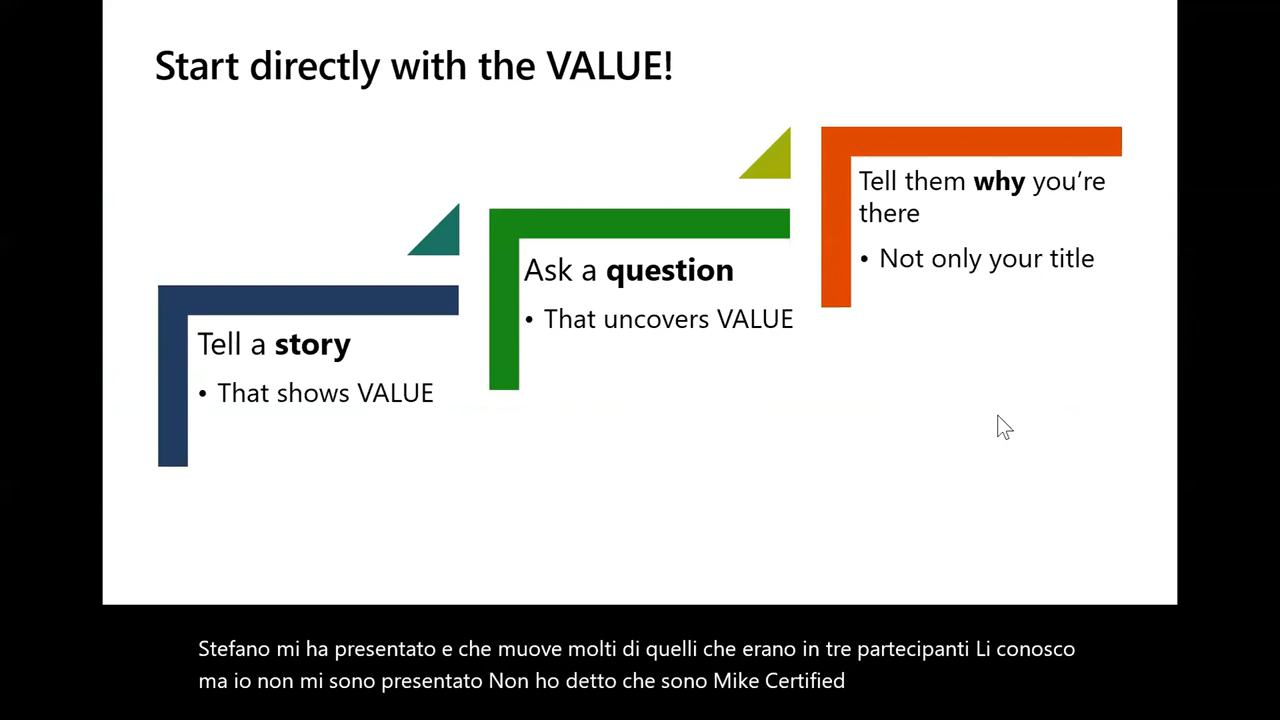 Start directly with the VALUE!
Tell a story
• That shows VALUE
Ask a question
• That uncovers VALUE
Tell them why you’re
there
• Not only your title
Stefano mi ha presentato e che muove molti di quelli che erano in tre partecipanti Li conosco
ma io non mi sono presentato Non ho detto che sono Mike Certified